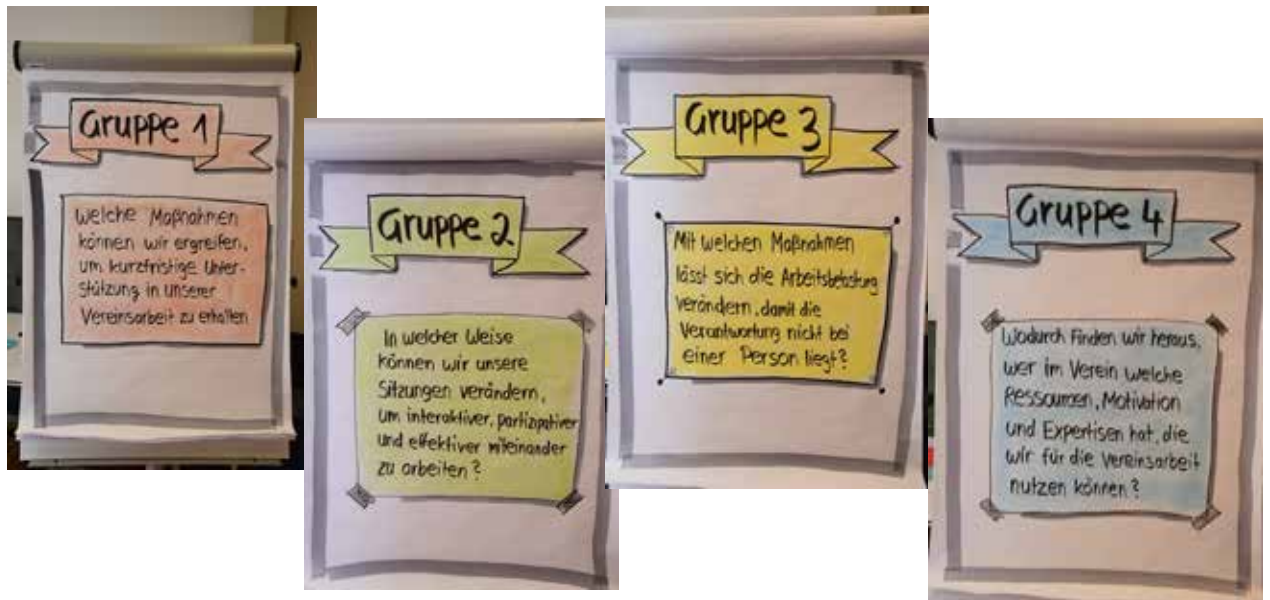 Gruppe 1
Welche Maßnahmen
können wir ergreifen,
um kurzfristige Unter-
stützung in unserer
Vereinsarbeit zu erhalten
Gruppe 2
In welcher Weise
können wir unsere
Sitzungen verändern,
um interaktiver, partizipativer
und effektiver miteinander
zu arbeiten?
Gruppe 3
Mit welchen Maßnahmen
lässt sich die Arbeitsbelastung
verändern, damit die
Verantwortung nicht bei
einer Person liegt?
Gruppe 4
Wodurch finden wir heraus,
wer im Verein welche
Ressourcen, Motivation
und Expertisen hat, die
wir für die Vereinsarbeit
nutzen können?